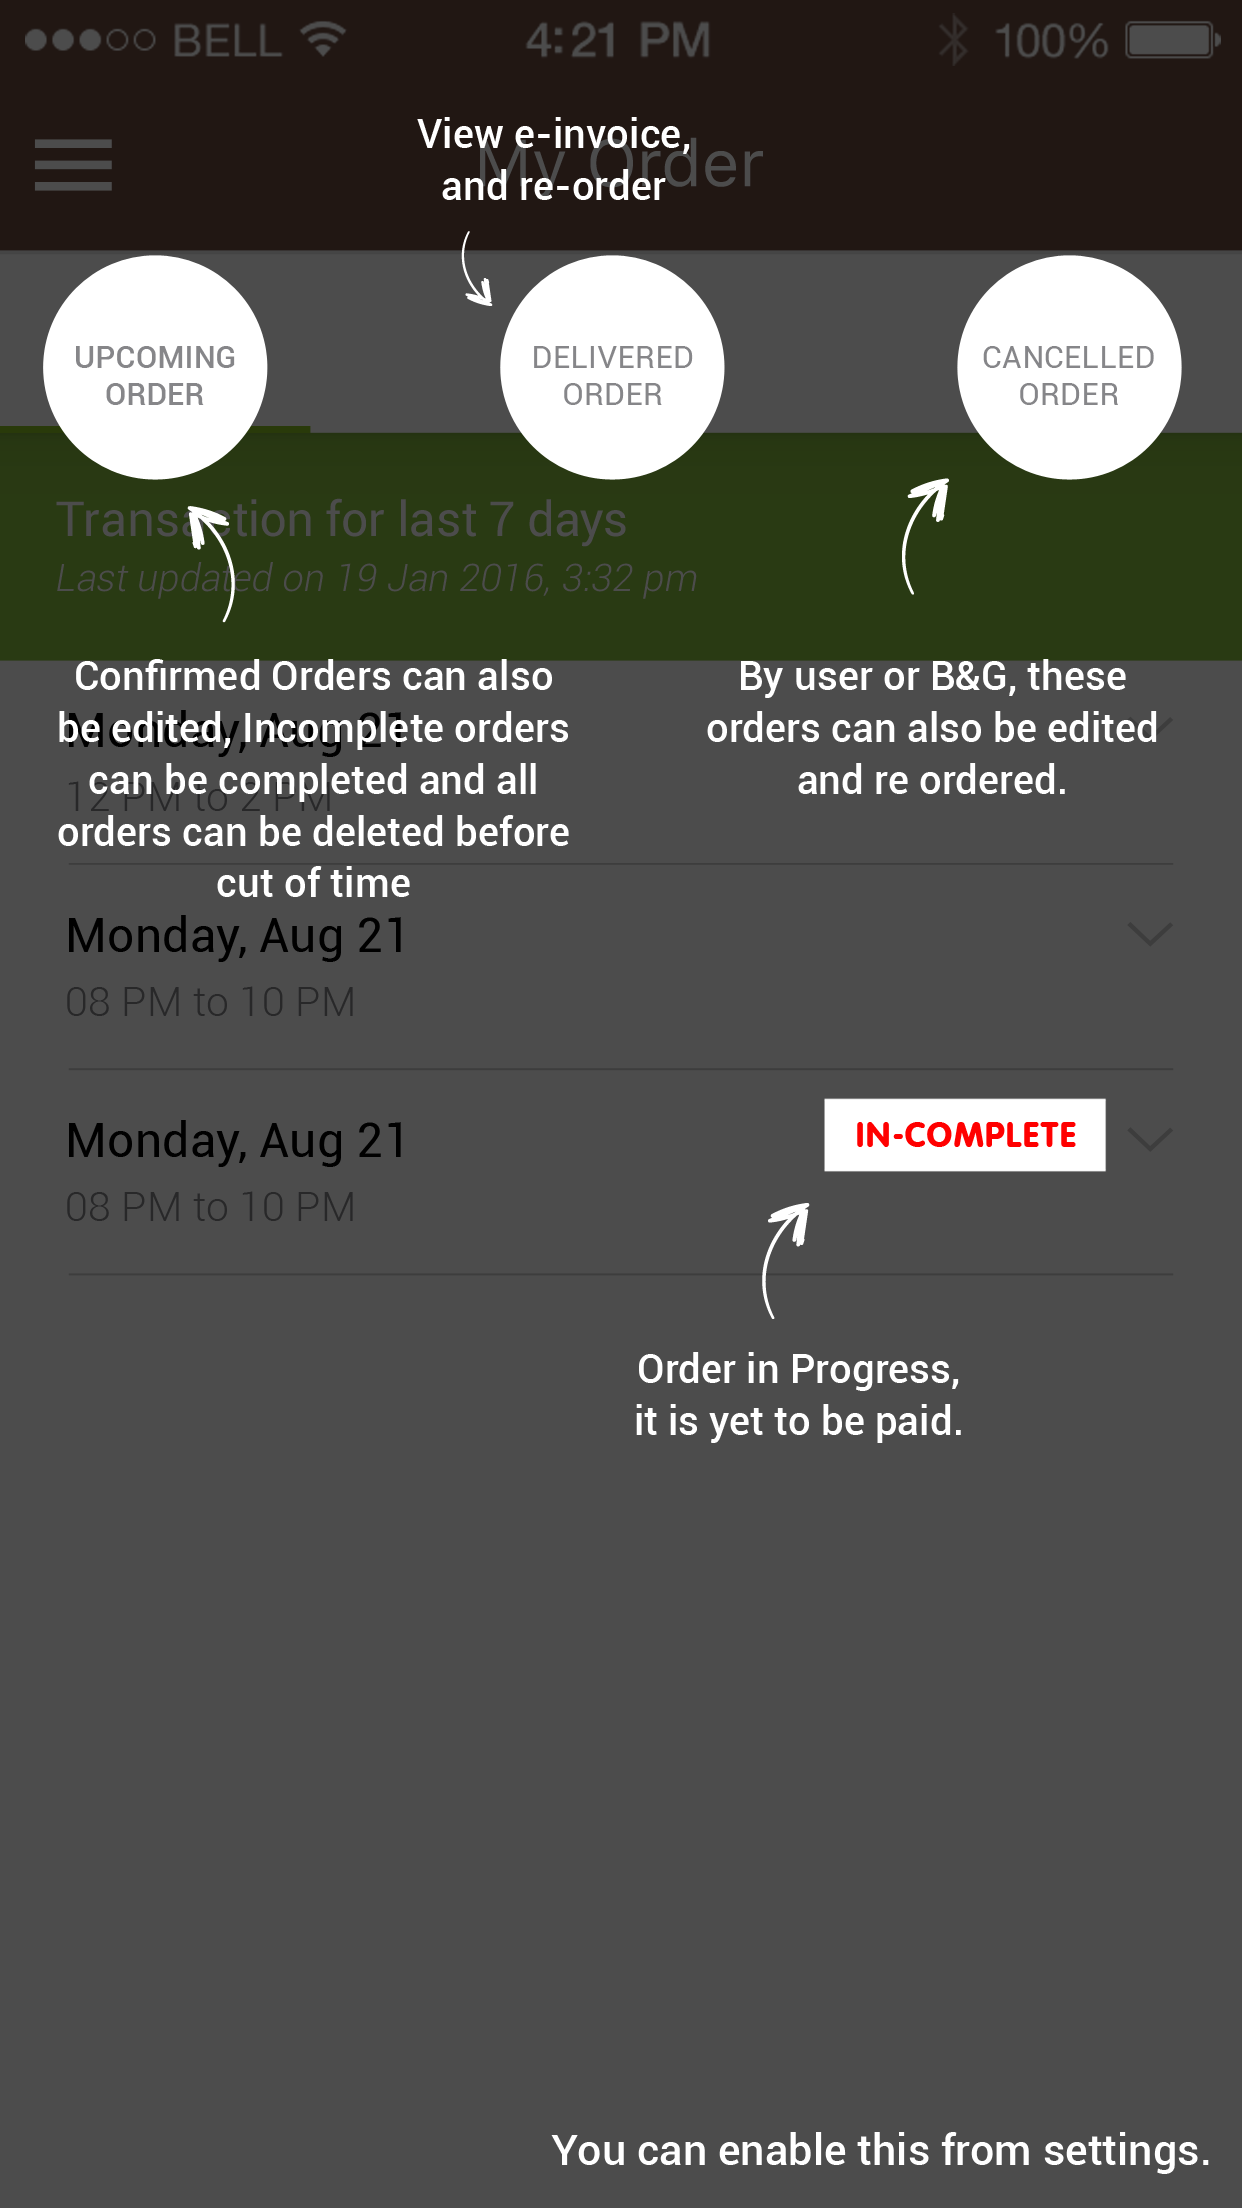 BELL
4:21 PM
100%
My Order
View e-invoice,
and re-order
UPCOMING
ORDER
DELIVERED
ORDER
CANCELLED
ORDER
Transaction for last 7 days
Last updated on 19 Jan 2016, 3:32 pm
Confirmed Orders can also
be edited, Incomplete orders
can be completed and all
orders can be deleted before
cut of time
By user or B&G, these
orders can also be edited
and re ordered.
Monday, Aug 21
12 PM to 2 PM
Monday, Aug 21
08 PM to 10 PM
Monday, Aug 21
IN-COMPLETE
08 PM to 10 PM
Order in Progress,
it is yet to be paid.
You can enable this from settings.